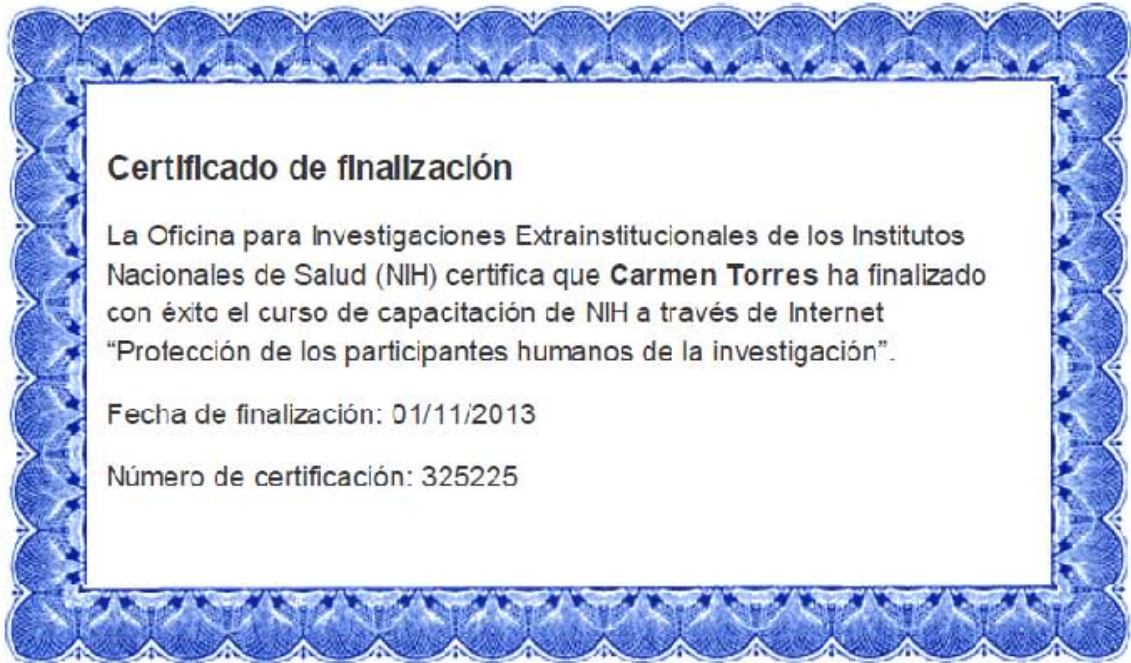 Certificado de finalización
La Oficina para Investigaciones Extrainstitucionales de los Institutos
Nacionales de Salud (NIH) certifica que Carmen Torres ha finalizado
con éxito el curso de capacitación de NIH a través de Internet
“Protección de los participantes humanos de la investigación”.
Fecha de finalización: 01/11/2013
Número de certificación: 325225